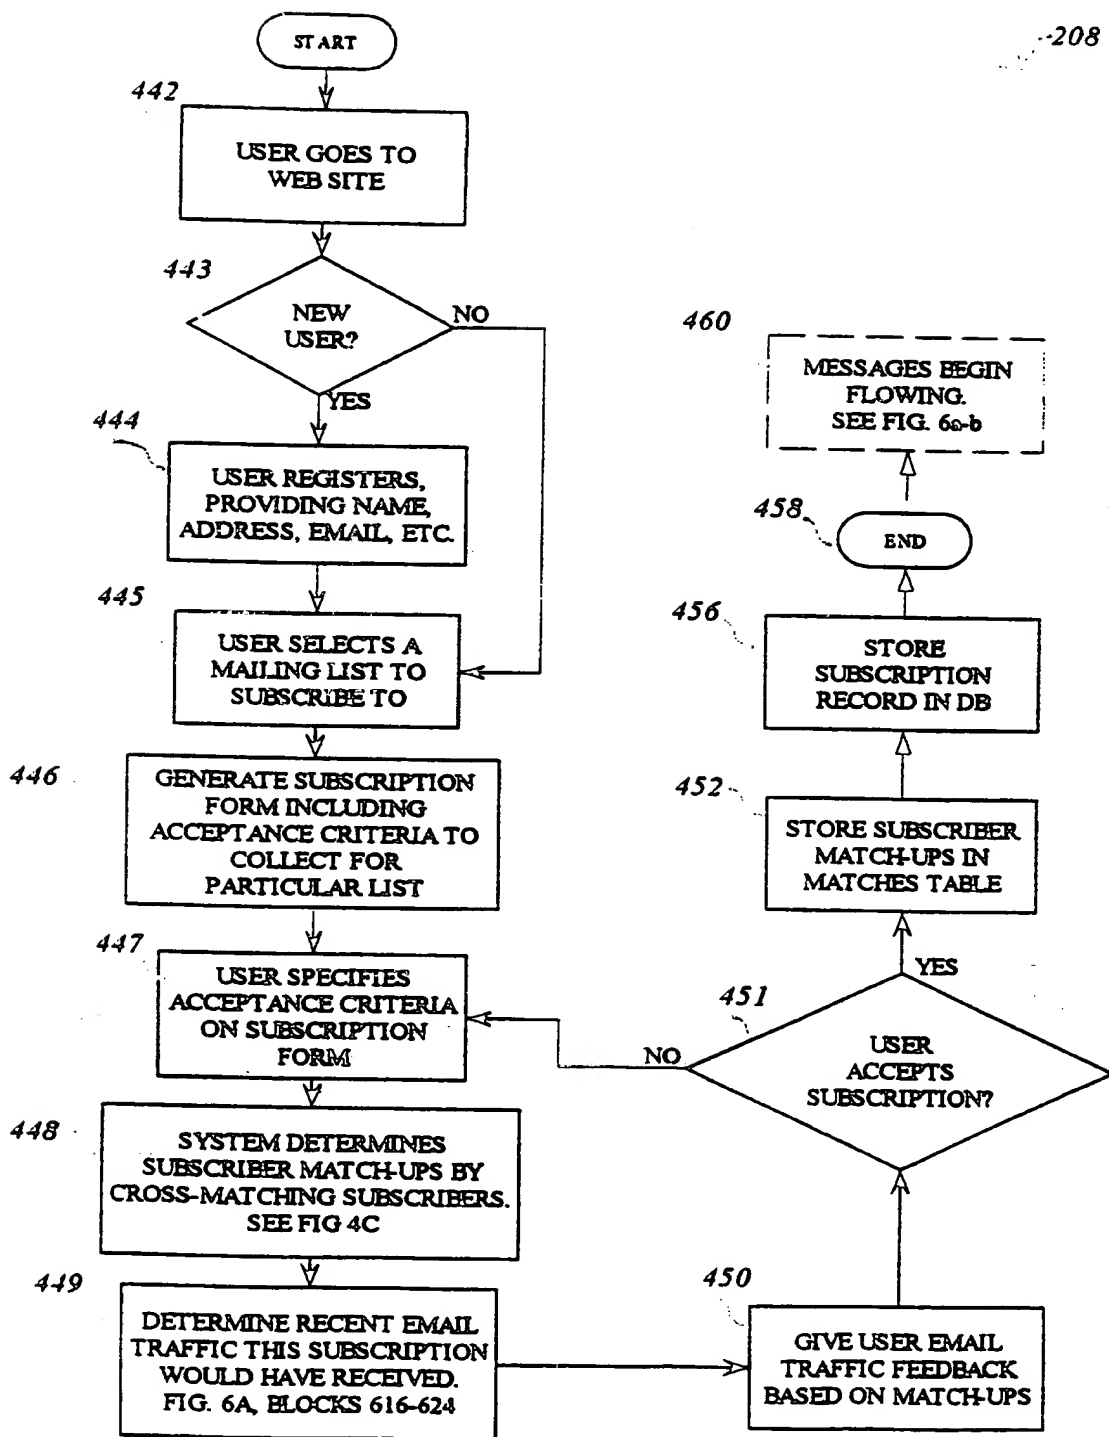 START
208
442
USER GOES TO
WEB SITE
443
NEW
USER?
NO
YES
444
USER REGISTERS,
PROVIDING NAME,
ADDRESS, EMAIL, ETC.
445
USER SELECTS A
MAILING LIST TO
SUBSCRIBE TO
446
GENERATE SUBSCRIPTION
FORM INCLUDING
ACCEPTANCE CRITERIA TO
COLLECT FOR
PARTICULAR LIST
447
USER SPECIFIES
ACCEPTANCE CRITERIA
ON SUBSCRIPTION
FORM
448
SYSTEM DETERMINES
SUBSCRIBER MATCH-UPS BY
CROSS-MATCHING SUBSCRIBERS.
SEE FIG 4C
449
DETERMINE RECENT EMAIL
TRAFFIC THIS SUBSCRIPTION
WOULD HAVE RECEIVED.
FIG. 6A, BLOCKS 616-624
450
GIVE USER EMAIL
TRAFFIC FEEDBACK
BASED ON MATCH-UPS
451
USER
ACCEPTS
SUBSCRIPTION?
NO
YES
452
STORE SUBSCRIBER
MATCH-UPS IN
MATCHES TABLE
456
STORE
SUBSCRIPTION
RECORD IN DB
458
END
460
MESSAGES BEGIN
FLOWING.
SEE FIG. 6a-b